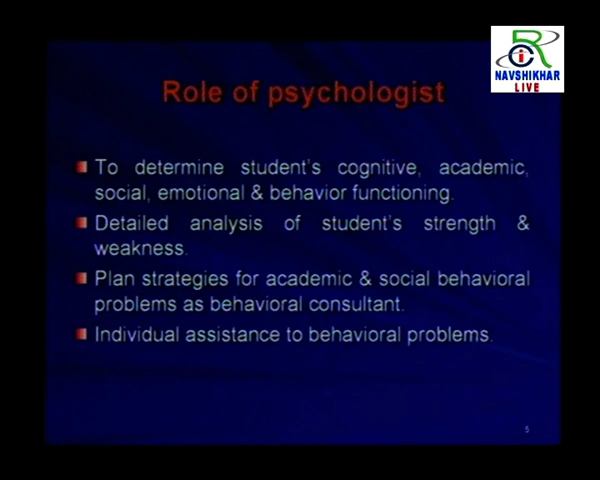 RCi
NAVSHIKHAR
LIVE
Role of psychologist
To determine student's cognitive, academic,
social, emotional & behavior functioning.
Detailed analysis of student's strength &
weakness.
Plan strategies for academic & social behavioral
problems as behavioral consultant.
Individual assistance to behavioral problems.
5